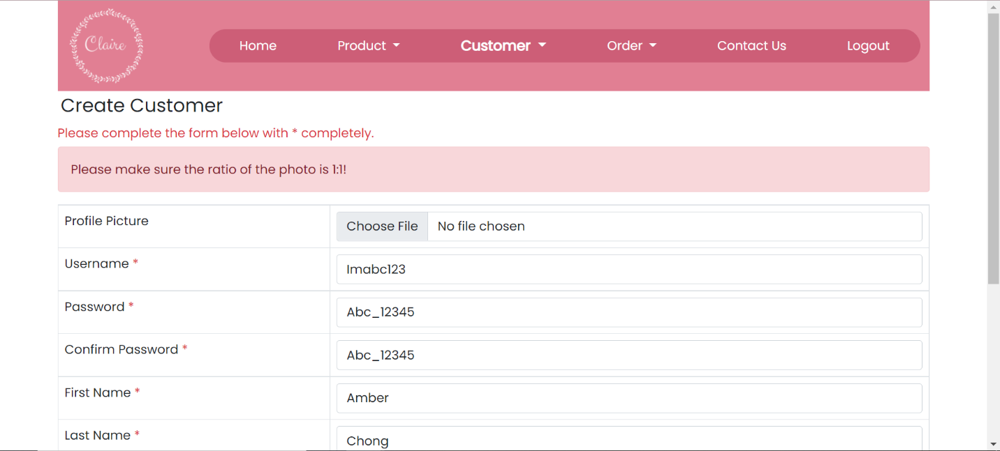 Claire
Home Product Customer Order Contact Us Logout
Create Customer
Please complete the form below with * completely.
Please make sure the ratio of the photo is 1:1!
Profile Picture Choose File No file chosen
Username * Imabc123
Password * Abc_12345
Confirm Password * Abc_12345
First Name * Amber
Last Name * Chong